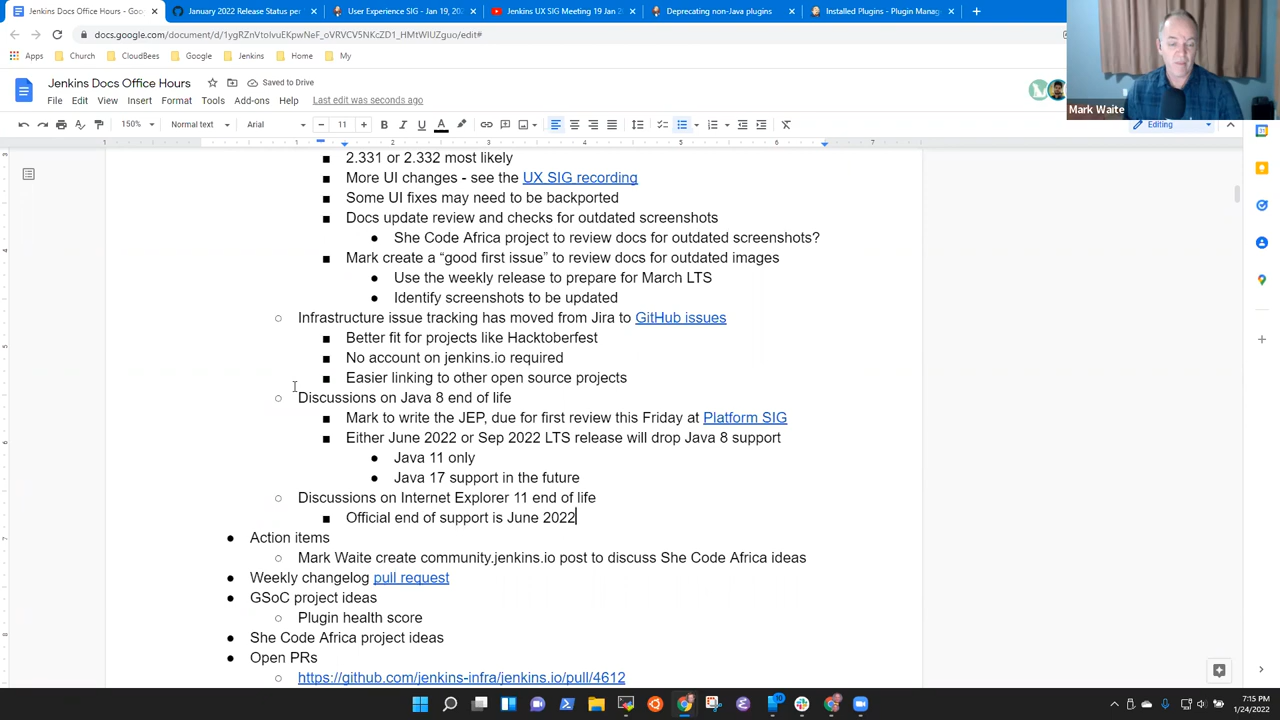 Jenkins Docs Office Hours - Goo
January 2022 Release Status per
User Experience SIG - Jan 19, 202
Jenkins UX SIG Meeting 19 Jan 2
Deprecating non-Java plugins
Installed Plugins - Plugin Manag
docs.google.com/document/d/1ygRZnVtoIvuEKpwNeF_oVRVCV5NKcZD1_HMtWIUZguo/edit#
Apps Church CloudBees Google Jenkins Home My
Mark Waite
Jenkins Docs Office Hours
Saved to Drive
File Edit View Insert Format Tools Add-ons Help Last edit was seconds ago
150% Normal text Arial 11 Editing
2.331 or 2.332 most likely
More UI changes - see the UX SIG recording
Some UI fixes may need to be backported
Docs update review and checks for outdated screenshots
She Code Africa project to review docs for outdated screenshots?
Mark create a “good first issue” to review docs for outdated images
Use the weekly release to prepare for March LTS
Identify screenshots to be updated
Infrastructure issue tracking has moved from Jira to GitHub issues
Better fit for projects like Hacktoberfest
No account on jenkins.io required
Easier linking to other open source projects
Discussions on Java 8 end of life
Mark to write the JEP, due for first review this Friday at Platform SIG
Either June 2022 or Sep 2022 LTS release will drop Java 8 support
Java 11 only
Java 17 support in the future
Discussions on Internet Explorer 11 end of life
Official end of support is June 2022
Action items
Mark Waite create community.jenkins.io post to discuss She Code Africa ideas
Weekly changelog pull request
GSoC project ideas
Plugin health score
She Code Africa project ideas
Open PRs
https://github.com/jenkins-infra/jenkins.io/pull/4612
7:15 PM
1/24/2022